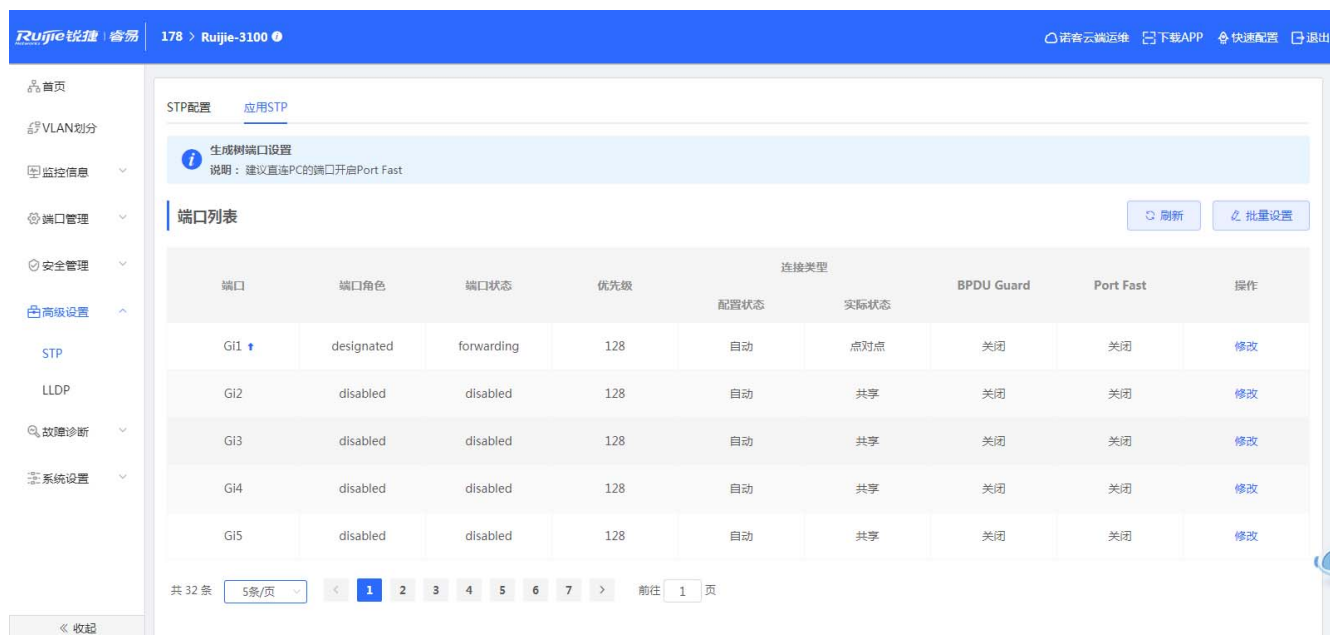 Ruijie锐捷 | 睿易
Networks
178 > Ruijie-3100
诺客云端运维 下载APP 快速配置 退出
首页
VLAN划分
监控信息
端口管理
安全管理
高级设置
STP
LLDP
故障诊断
系统设置
« 收起
STP配置 应用STP
生成树端口设置
说明：建议直连PC的端口开启Port Fast
端口列表
刷新 批量设置
端口 端口角色 端口状态 优先级 连接类型 BPDU Guard Port Fast 操作
配置状态 实际状态
Gi1 designated forwarding 128 自动 点对点 关闭 关闭 修改
Gi2 disabled disabled 128 自动 共享 关闭 关闭 修改
Gi3 disabled disabled 128 自动 共享 关闭 关闭 修改
Gi4 disabled disabled 128 自动 共享 关闭 关闭 修改
Gi5 disabled disabled 128 自动 共享 关闭 关闭 修改
共 32 条 5条/页 < 1 2 3 4 5 6 7 > 前往 1 页